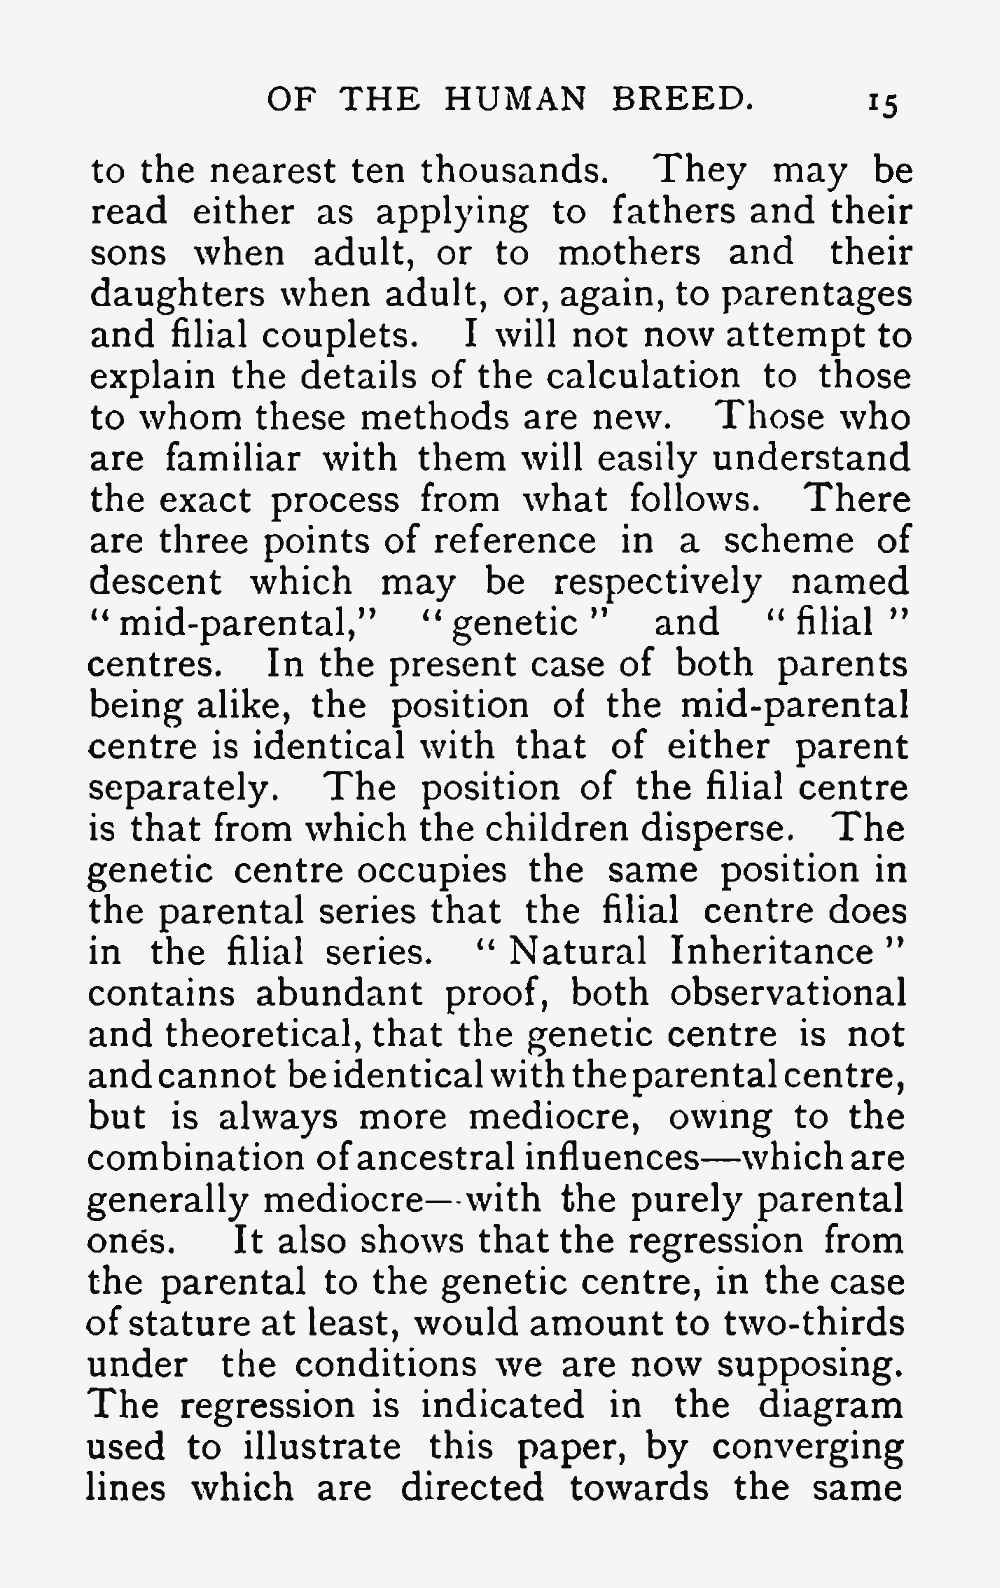 OF THE HUMAN BREED. 15
to the nearest ten thousands. They may be
read either as applying to fathers and their
sons when adult, or to mothers and their
daughters when adult, or, again, to parentages
and filial couplets. I will not now attempt to
explain the details of the calculation to those
to whom these methods are new. Those who
are familiar with them will easily understand
the exact process from what follows. There
are three points of reference in a scheme of
descent which may be respectively named
“ mid-parental,” “ genetic ” and “ filial ”
centres. In the present case of both parents
being alike, the position of the mid-parental
centre is identical with that of either parent
separately. The position of the filial centre
is that from which the children disperse. The
genetic centre occupies the same position in
the parental series that the filial centre does
in the filial series. “ Natural Inheritance ”
contains abundant proof, both observational
and theoretical, that the genetic centre is not
and cannot be identical with the parental centre,
but is always more mediocre, owing to the
combination of ancestral influences—which are
generally mediocre—with the purely parental
ones. It also shows that the regression from
the parental to the genetic centre, in the case
of stature at least, would amount to two-thirds
under the conditions we are now supposing.
The regression is indicated in the diagram
used to illustrate this paper, by converging
lines which are directed towards the same